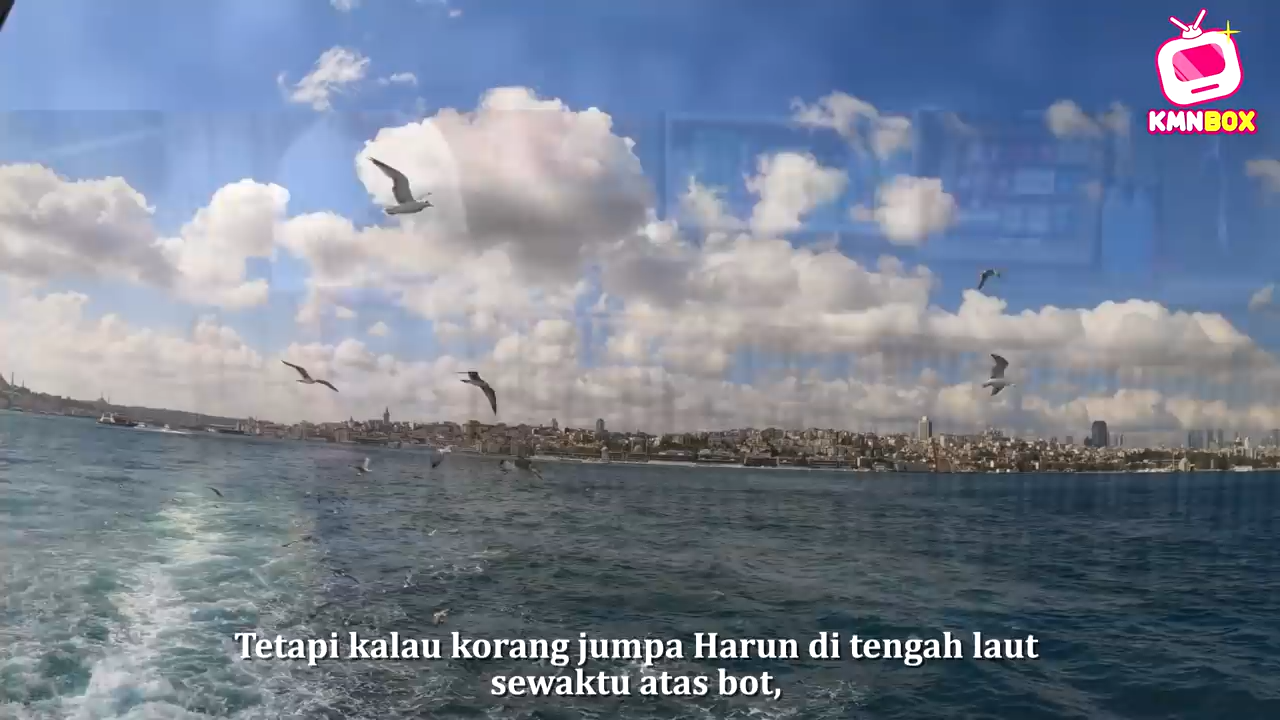 KMNBOX
Tetapi kalau korang jumpa Harun di tengah laut
sewaktu atas bot,